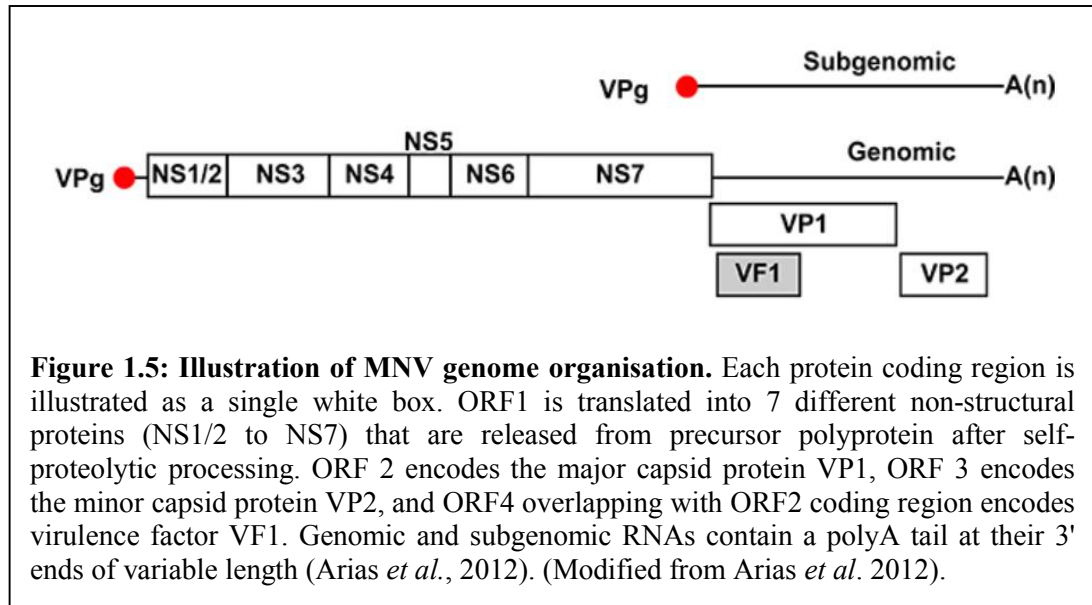 Subgenomic
VPg A(n)
NS5
Genomic
VPg NS1/2 NS3 NS4 NS6 NS7 A(n)
VP1
VF1 VP2
Figure 1.5: Illustration of MNV genome organisation. Each protein coding region is
illustrated as a single white box. ORF1 is translated into 7 different non-structural
proteins (NS1/2 to NS7) that are released from precursor polyprotein after self-
proteolytic processing. ORF 2 encodes the major capsid protein VP1, ORF 3 encodes
the minor capsid protein VP2, and ORF4 overlapping with ORF2 coding region encodes
virulence factor VF1. Genomic and subgenomic RNAs contain a polyA tail at their 3'
ends of variable length (Arias et al., 2012). (Modified from Arias et al. 2012).